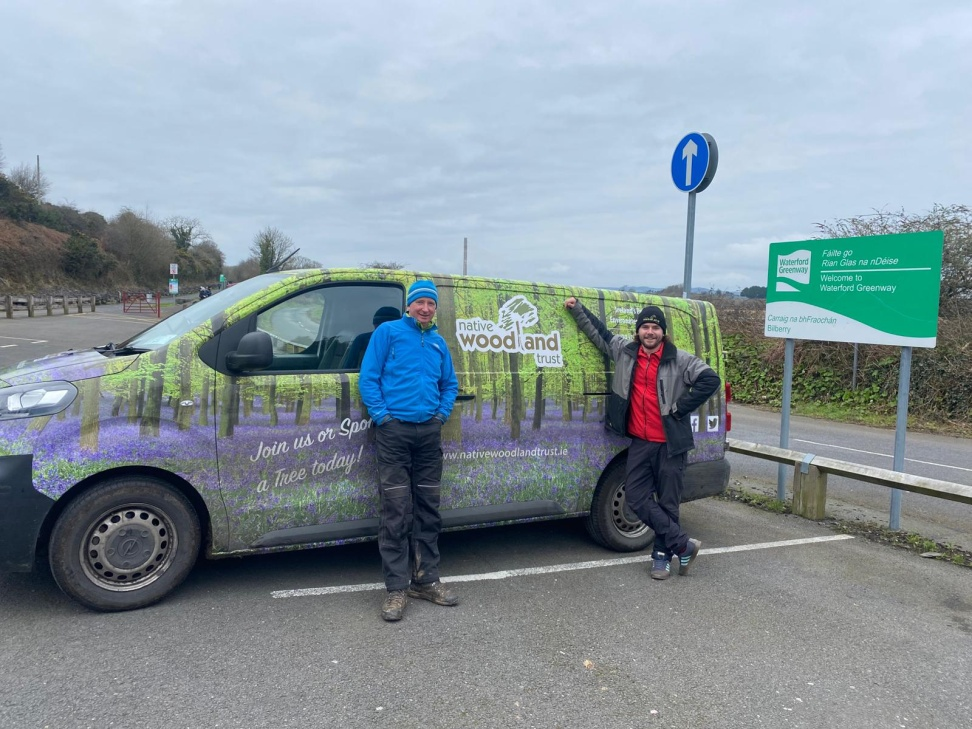 native
woodland
trust
Join us or Spo
a Tree today!
www.nativewoodlandtrust.ie
Waterford
Greenway
Fáilte go
Rian Glas na nDéise
Welcome to
Waterford Greenway
Carraig na bhFraochán
Bilberry